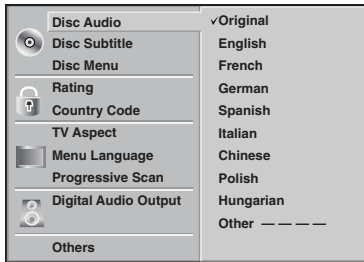 Disc Audio
Disc Subtitle
Disc Menu
Rating
Country Code
TV Aspect
Menu Language
Progressive Scan
Digital Audio Output
Others
✓Original
English
French
German
Spanish
Italian
Chinese
Polish
Hungarian
Other — — — —